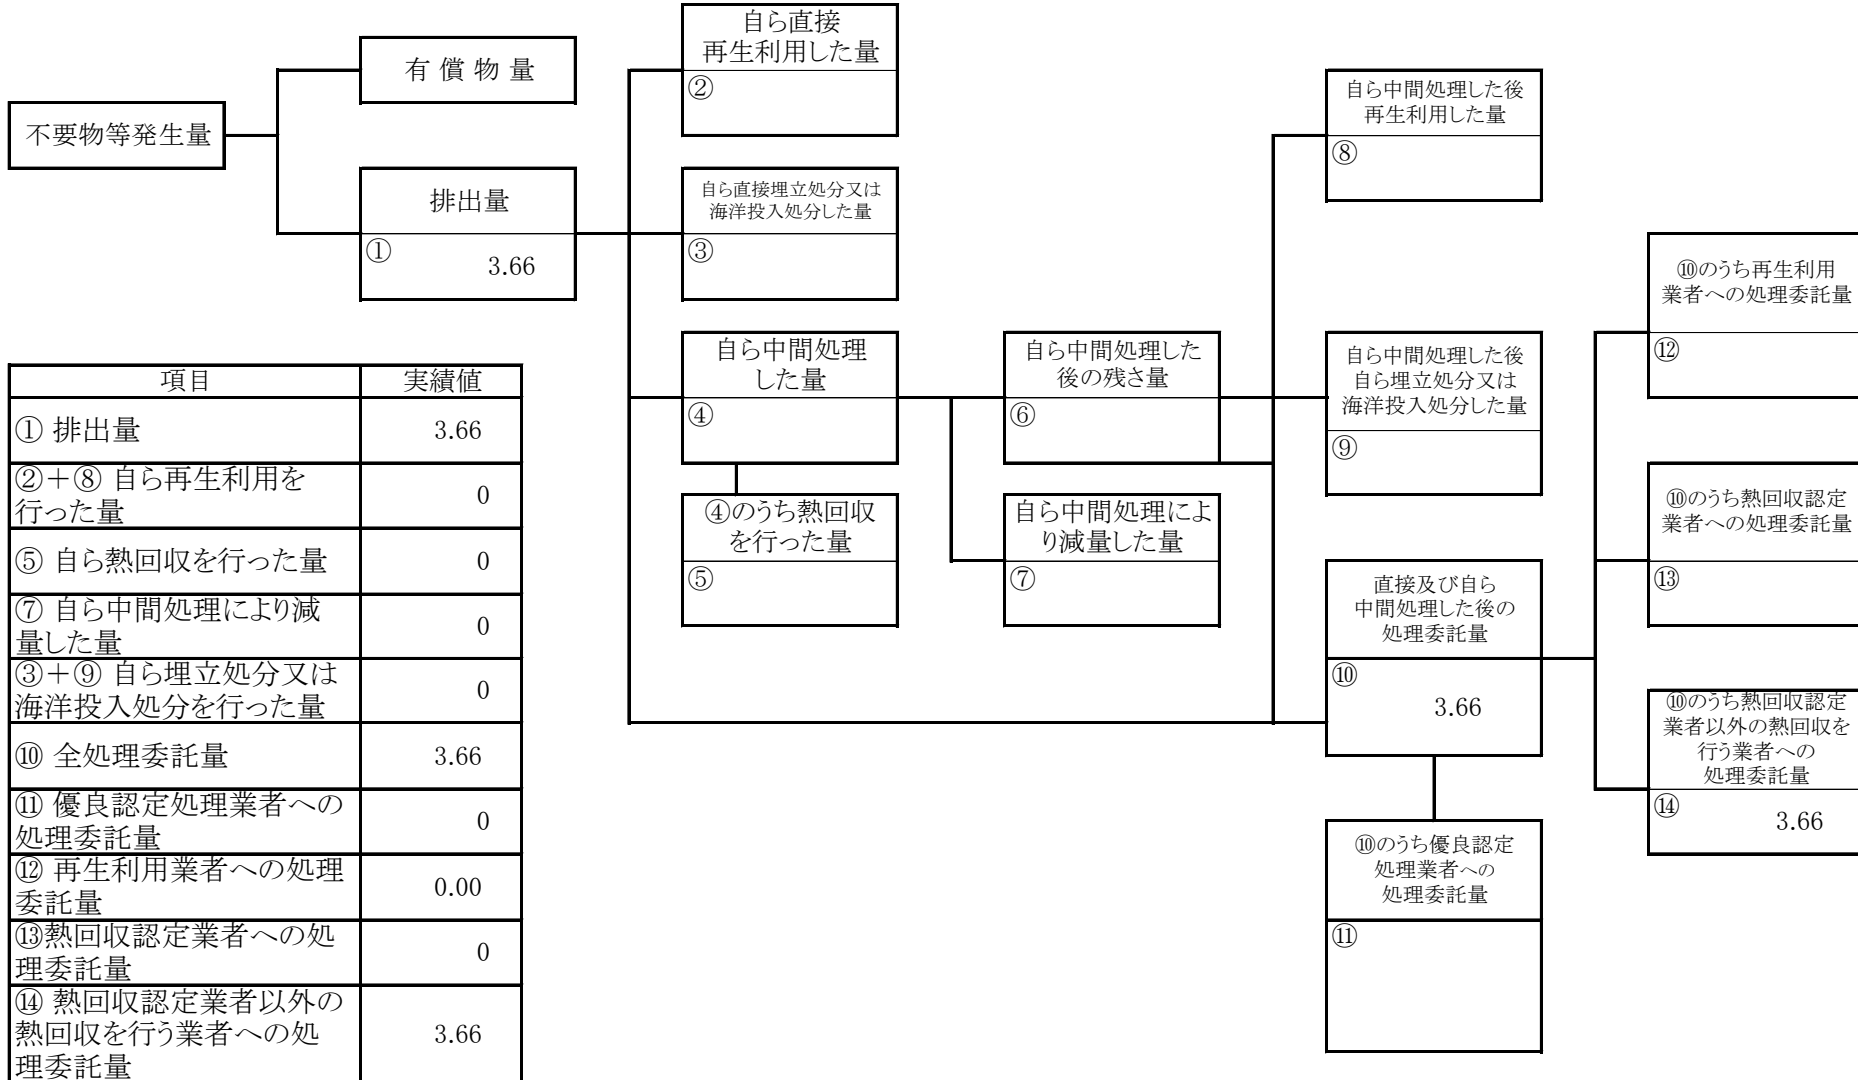 自ら直接
再生利用した量
②
有 償 物 量
不要物等発生量
排出量
①
3.66
自ら直接埋立処分又は
海洋投入処分した量
③
自ら中間処理した後
再生利用した量
⑧
自ら中間処理
した量
④
自ら中間処理した
後の残さ量
⑥
自ら中間処理した後
自ら埋立処分又は
海洋投入処分した量
⑨
④のうち熱回収
を行った量
⑤
自ら中間処理によ
り減量した量
⑦
直接及び自ら
中間処理した後の
処理委託量
⑩
3.66
⑩のうち優良認定
処理業者への
処理委託量
⑪
⑩のうち再生利用
業者への処理委託量
⑫
⑩のうち熱回収認定
業者への処理委託量
⑬
⑩のうち熱回収認定
業者以外の熱回収を
行う業者への
処理委託量
⑭
3.66
項目 実績値
① 排出量 3.66
②＋⑧ 自ら再生利用を
行った量 0
⑤ 自ら熱回収を行った量 0
⑦ 自ら中間処理により減
量した量 0
③＋⑨ 自ら埋立処分又は
海洋投入処分を行った量 0
⑩ 全処理委託量 3.66
⑪ 優良認定処理業者への
処理委託量 0
⑫ 再生利用業者への処理
委託量 0.00
⑬熱回収認定業者への処
理委託量 0
⑭ 熱回収認定業者以外の
熱回収を行う業者への処
理委託量 3.66